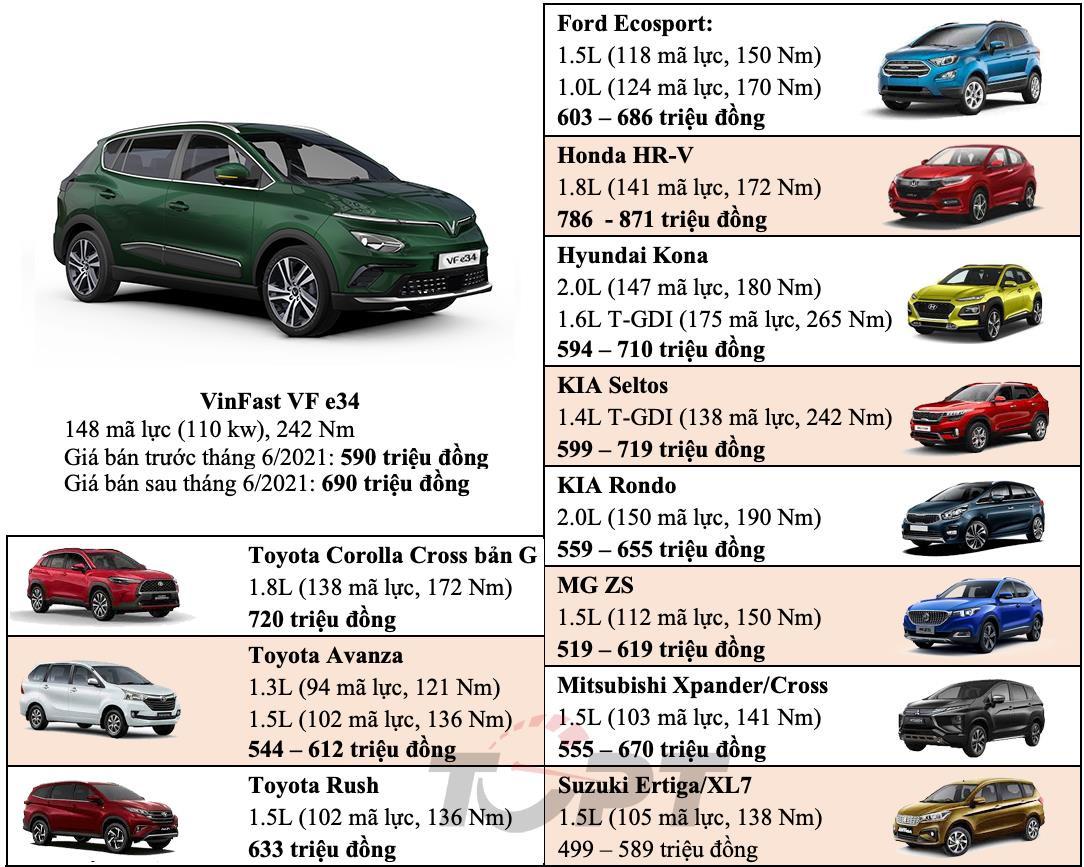 VF e34
VinFast VF e34
148 mã lực (110 kw), 242 Nm
Giá bán trước tháng 6/2021: 590 triệu đồng
Giá bán sau tháng 6/2021: 690 triệu đồng
Toyota Corolla Cross bản G
1.8L (138 mã lực, 172 Nm)
720 triệu đồng
Toyota Avanza
1.3L (94 mã lực, 121 Nm)
1.5L (102 mã lực, 136 Nm)
544 – 612 triệu đồng
Toyota Rush
1.5L (102 mã lực, 136 Nm)
633 triệu đồng
Ford Ecosport:
1.5L (118 mã lực, 150 Nm)
1.0L (124 mã lực, 170 Nm)
603 – 686 triệu đồng
Honda HR-V
1.8L (141 mã lực, 172 Nm)
786 - 871 triệu đồng
Hyundai Kona
2.0L (147 mã lực, 180 Nm)
1.6L T-GDI (175 mã lực, 265 Nm)
594 – 710 triệu đồng
KIA Seltos
1.4L T-GDI (138 mã lực, 242 Nm)
599 – 719 triệu đồng
KIA Rondo
2.0L (150 mã lực, 190 Nm)
559 – 655 triệu đồng
MG ZS
1.5L (112 mã lực, 150 Nm)
519 – 619 triệu đồng
Mitsubishi Xpander/Cross
1.5L (103 mã lực, 141 Nm)
555 – 670 triệu đồng
Suzuki Ertiga/XL7
1.5L (105 mã lực, 138 Nm)
499 – 589 triệu đồng